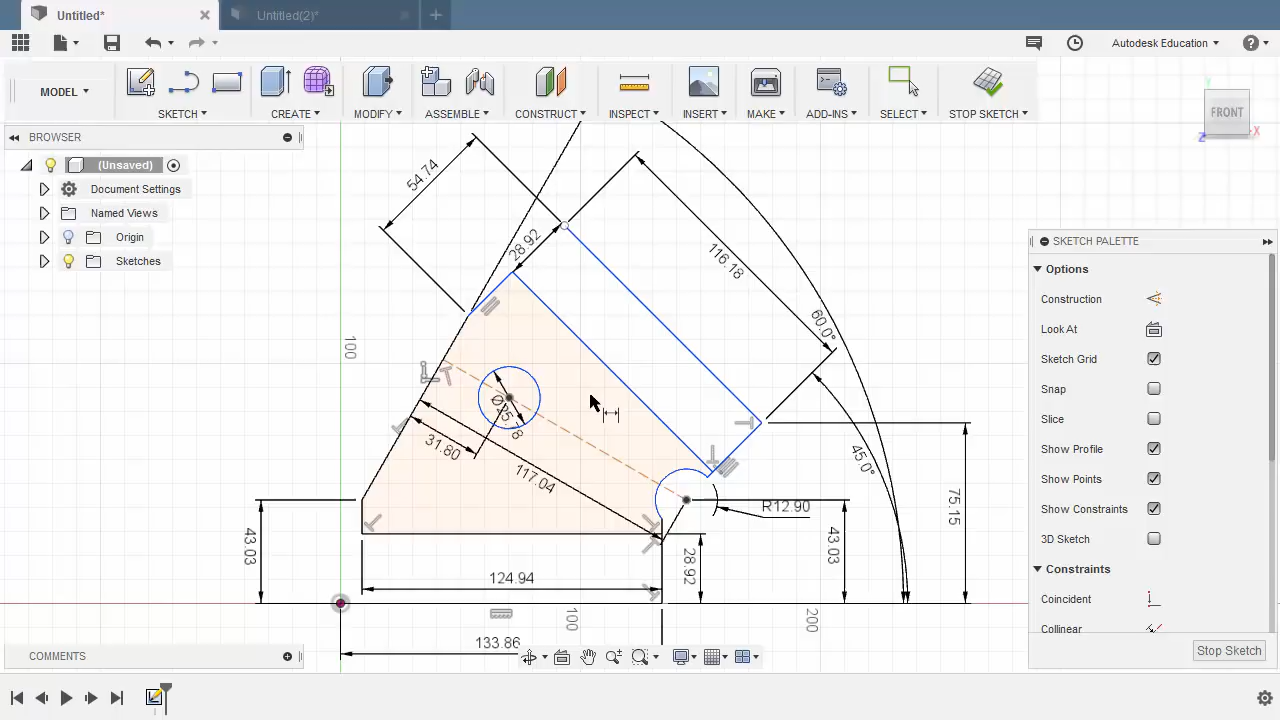 Untitled*
Untitled(2)*
Autodesk Education
MODEL
SKETCH
CREATE
MODIFY
ASSEMBLE
CONSTRUCT
INSPECT
INSERT
MAKE
ADD-INS
SELECT
STOP SKETCH
FRONT
Y
X
Z
BROWSER
(Unsaved)
Document Settings
Named Views
Origin
Sketches
54.74
28.92
116.18
60.0°
100
Ø25.78
31.80
117.04
45.0°
R12.90
75.15
43.03
28.92
43.03
124.94
100
200
133.86
SKETCH PALETTE
Options
Construction
Look At
Sketch Grid
Snap
Slice
Show Profile
Show Points
Show Constraints
3D Sketch
Constraints
Coincident
Collinear
Stop Sketch
COMMENTS